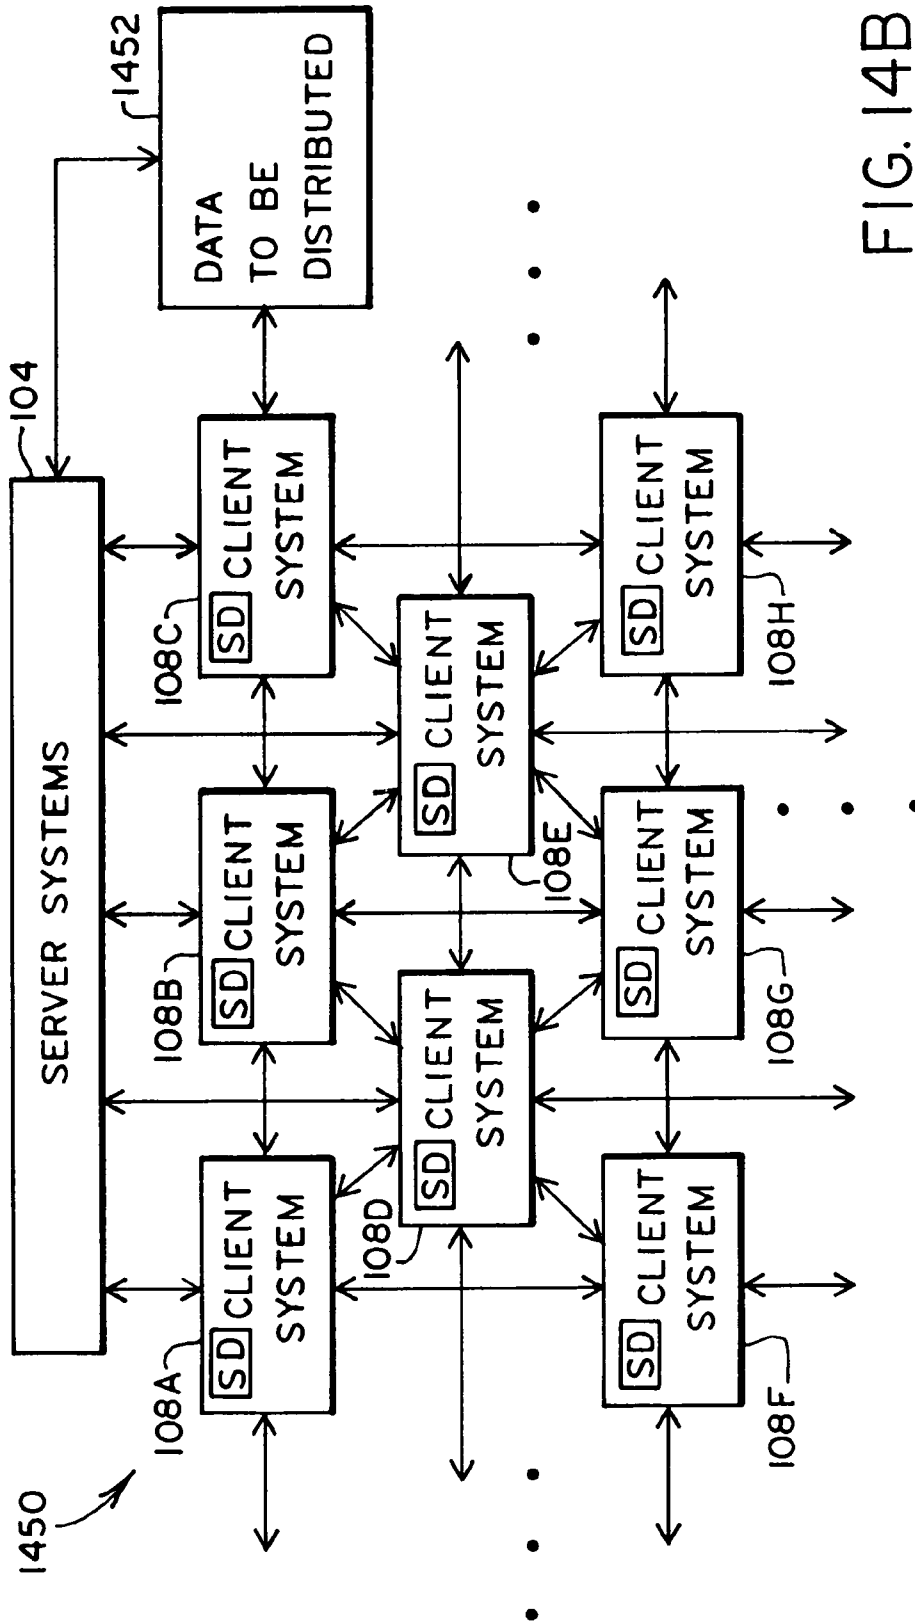 1450
SERVER SYSTEMS
104
1452
DATA
TO BE
DISTRIBUTED
108A
SD CLIENT
SYSTEM
108B
SD CLIENT
SYSTEM
108C
SD CLIENT
SYSTEM
108D
SD CLIENT
SYSTEM
108E
SD CLIENT
SYSTEM
108F
SD CLIENT
SYSTEM
108G
SD CLIENT
SYSTEM
108H
SD CLIENT
SYSTEM
FIG. 14B